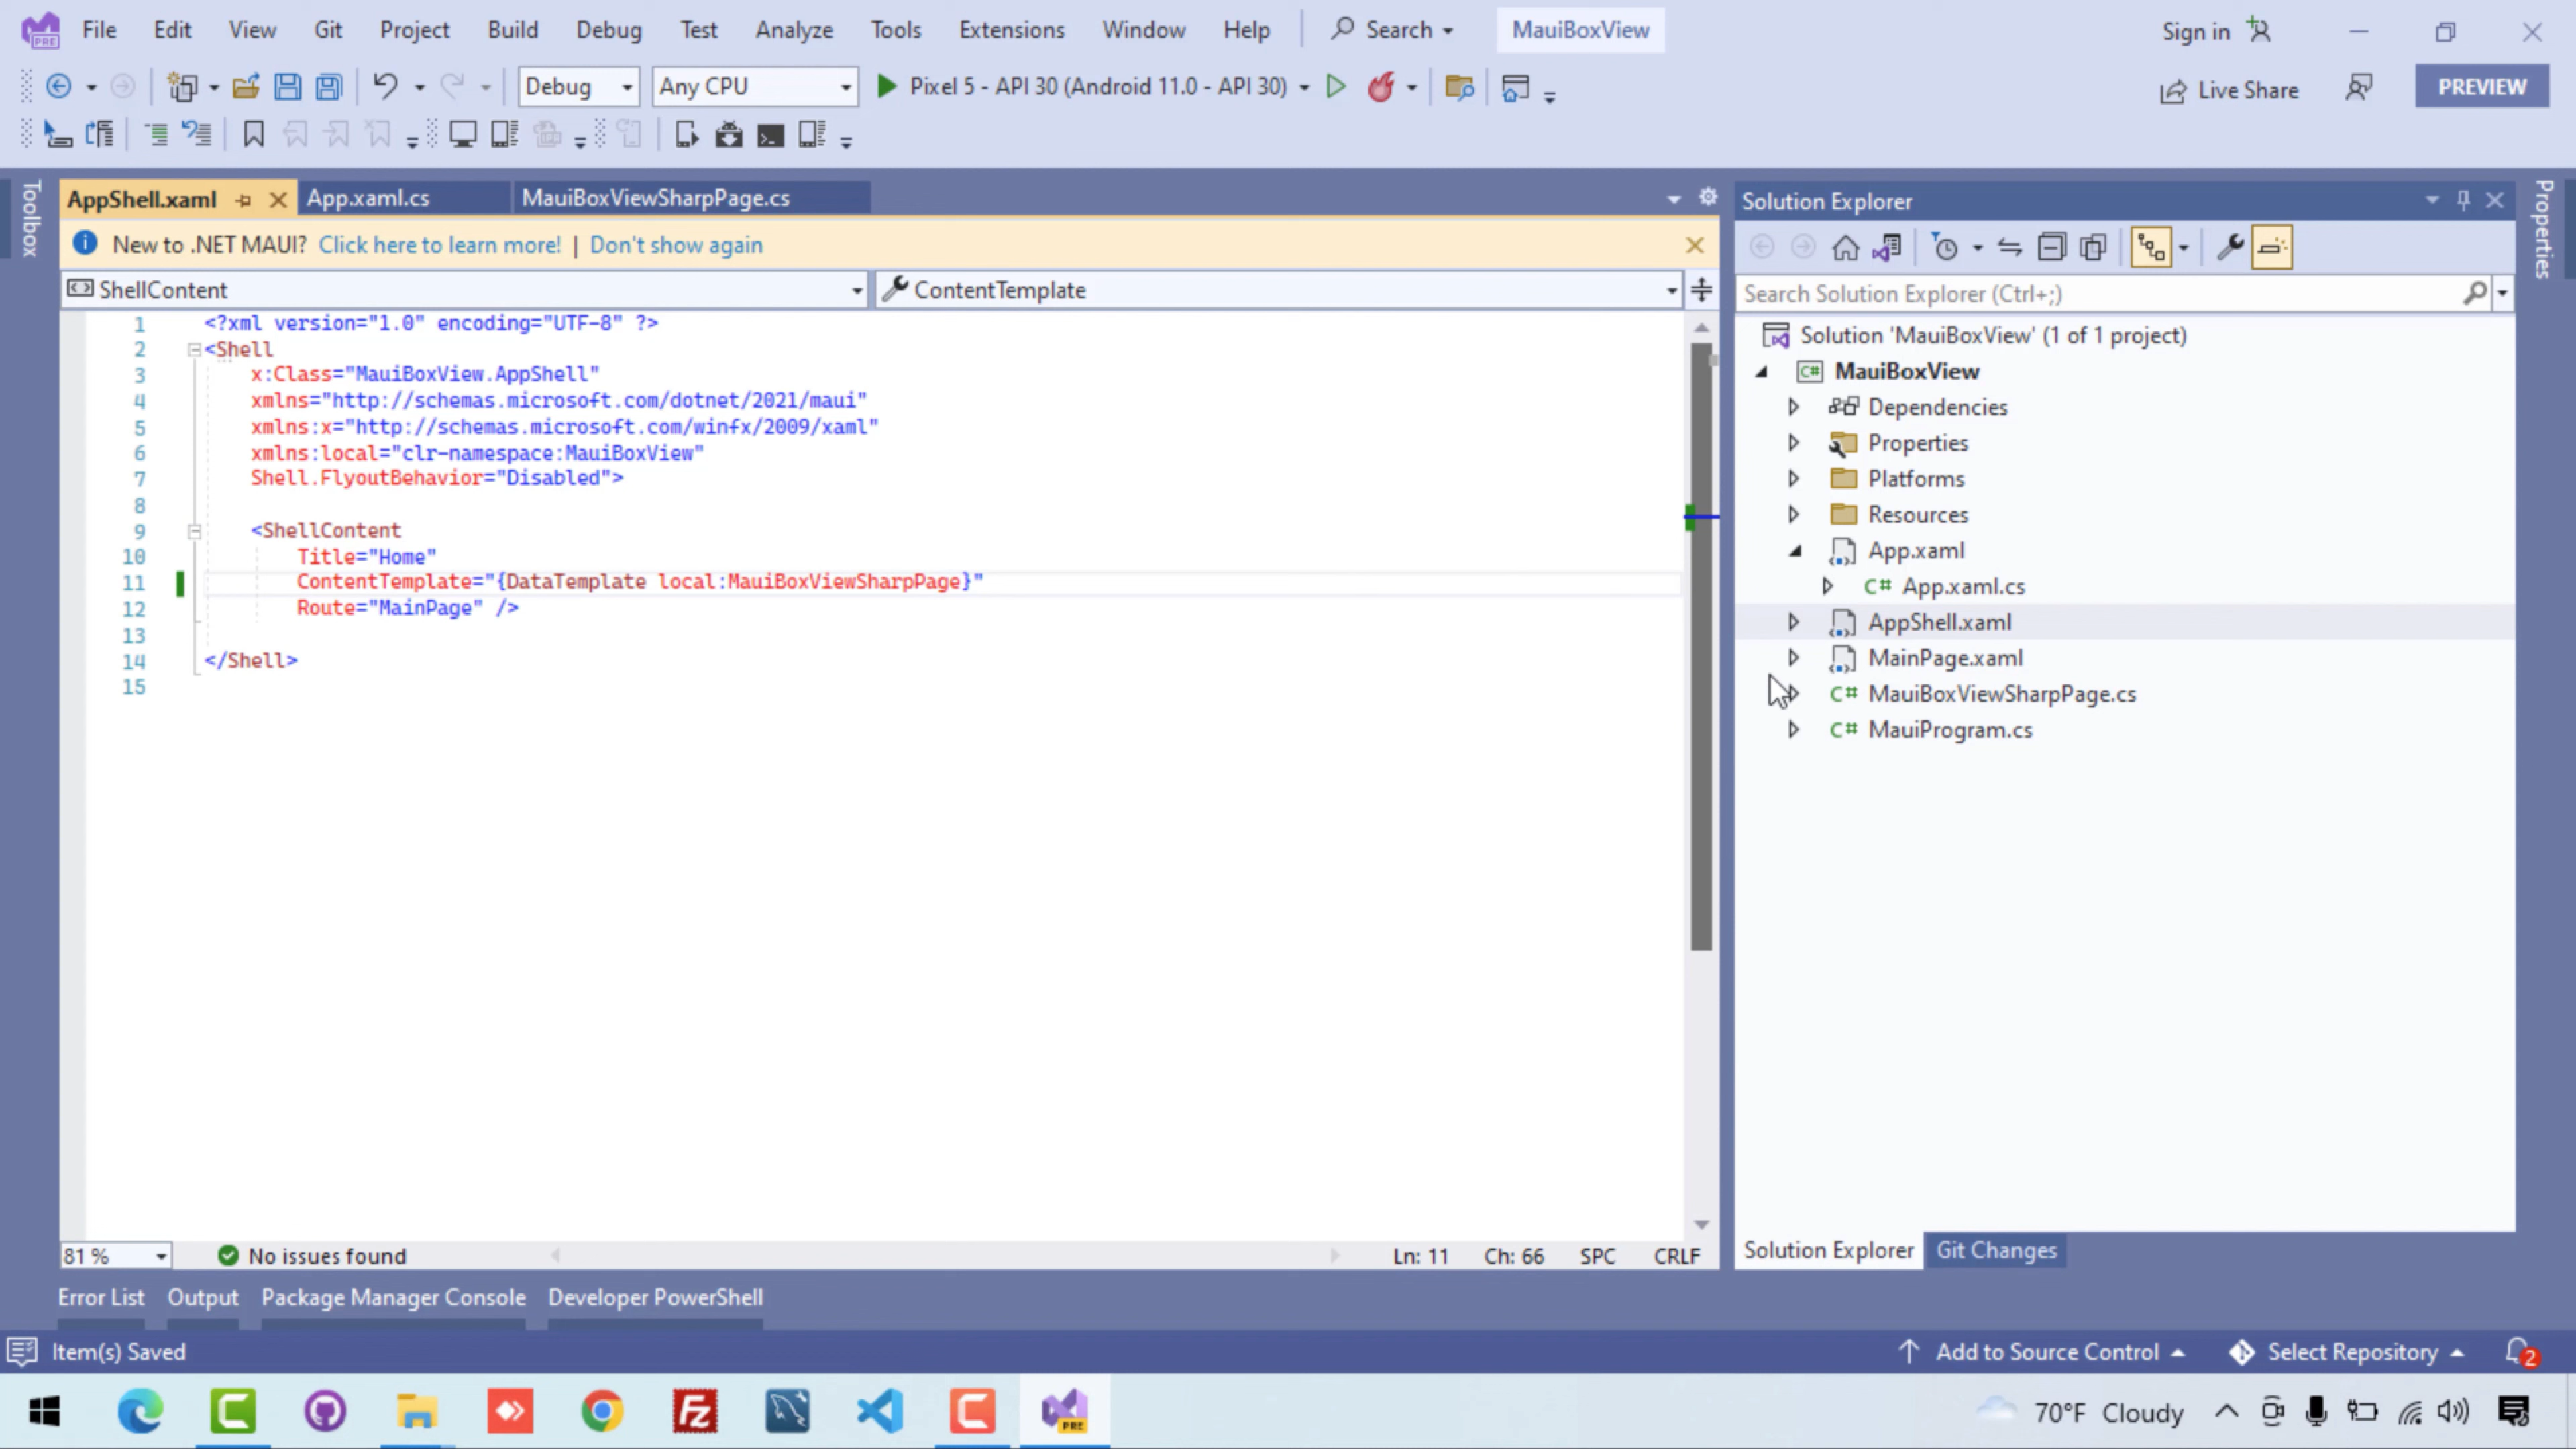 File Edit View Git Project Build Debug Test Analyze Tools Extensions Window Help Search MauiBoxView Sign in
Debug Any CPU Pixel 5 - API 30 (Android 11.0 - API 30) Live Share PREVIEW
Toolbox
AppShell.xaml App.xaml.cs MauiBoxViewSharpPage.cs
New to .NET MAUI? Click here to learn more! | Don't show again
ShellContent ContentTemplate
1 <?xml version="1.0" encoding="UTF-8" ?>
2 <Shell
3 x:Class="MauiBoxView.AppShell"
4 xmlns="http://schemas.microsoft.com/dotnet/2021/maui"
5 xmlns:x="http://schemas.microsoft.com/winfx/2009/xaml"
6 xmlns:local="clr-namespace:MauiBoxView"
7 Shell.FlyoutBehavior="Disabled">
8
9 <ShellContent
10 Title="Home"
11 ContentTemplate="{DataTemplate local:MauiBoxViewSharpPage}"
12 Route="MainPage" />
13
14 </Shell>
15
81 % No issues found Ln: 11 Ch: 66 SPC CRLF
Solution Explorer
Search Solution Explorer (Ctrl+;)
Solution 'MauiBoxView' (1 of 1 project)
C# MauiBoxView
Dependencies
Properties
Platforms
Resources
App.xaml
C# App.xaml.cs
AppShell.xaml
MainPage.xaml
C# MauiBoxViewSharpPage.cs
C# MauiProgram.cs
Solution Explorer Git Changes
Properties
Error List Output Package Manager Console Developer PowerShell
Item(s) Saved Add to Source Control Select Repository 2
PRE
70°F Cloudy